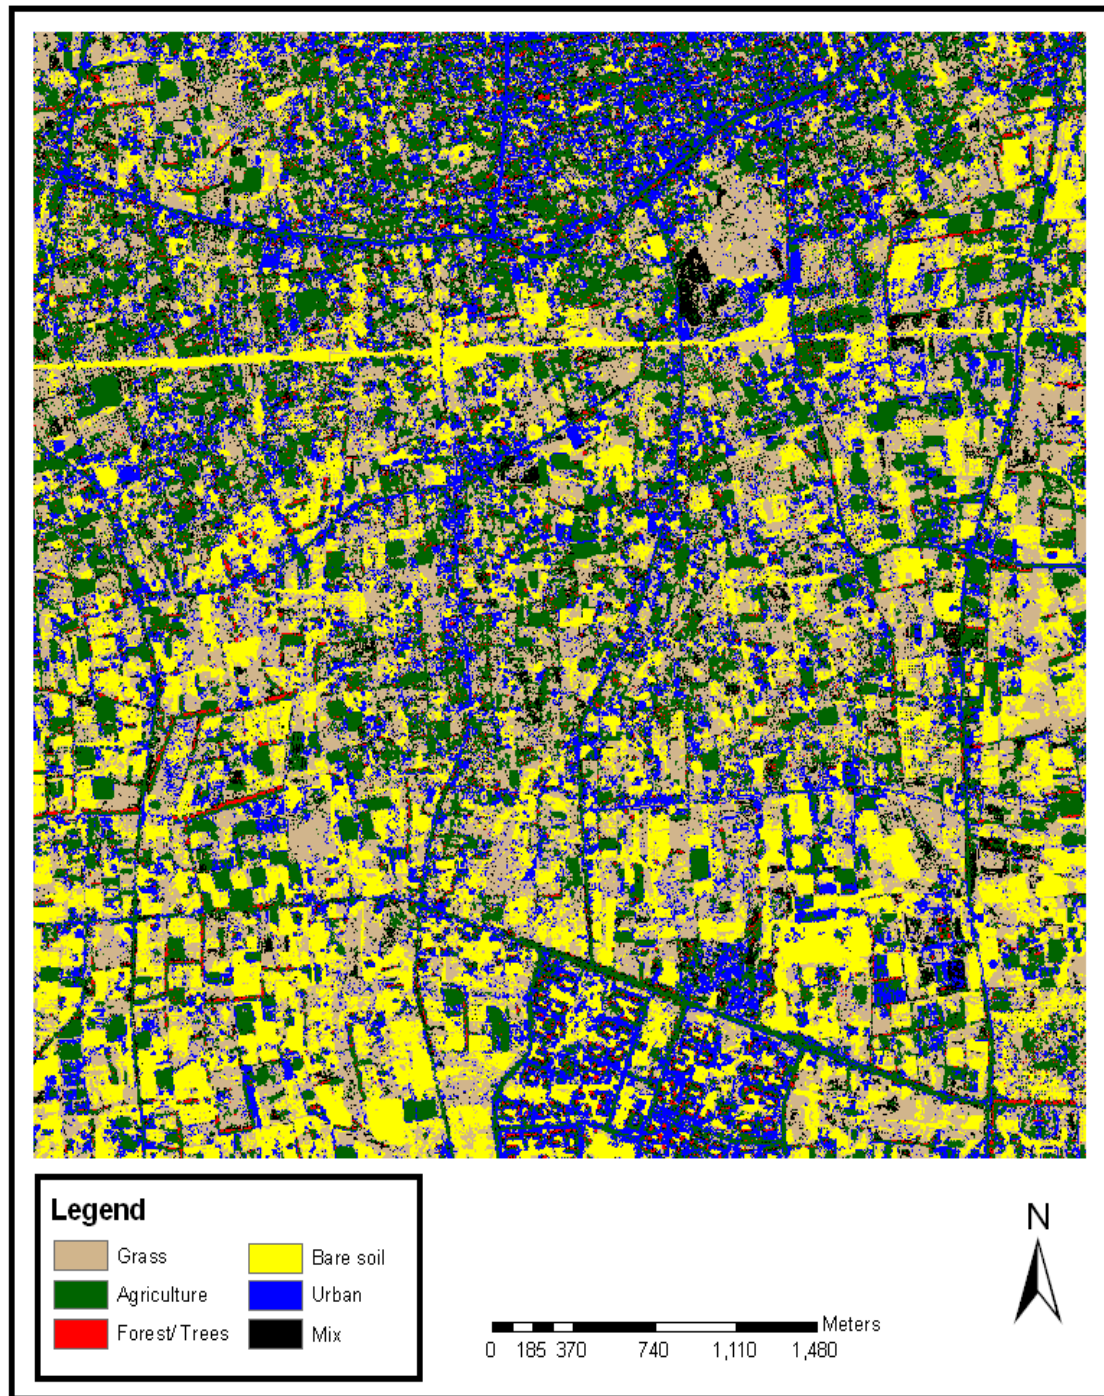 Legend
Grass
Agriculture
Forest/ Trees
Bare soil
Urban
Mix
N
Meters
0 185 370 740 1,110 1,480